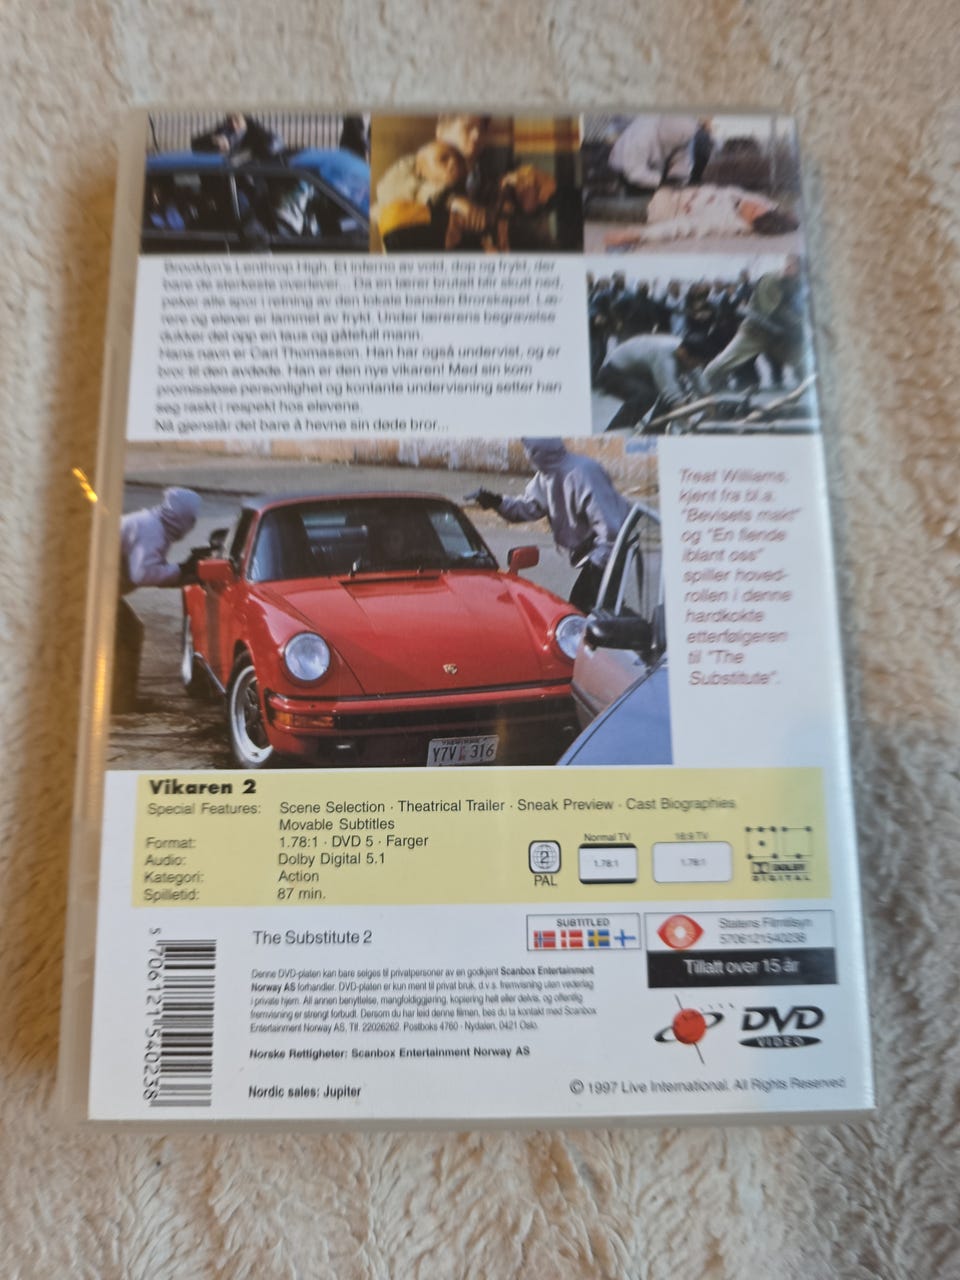 Brooklyn's Lenthrop High. Et inferno av vold, dop og frykt, der
bare de sterkeste overlever... Da en lærer brutalt blir skutt ned,
peker alle spor i retning av den lokale banden Brorskapet. Læ-
rere og elever er lammet av frykt. Under lærerens begravelse
dukker det opp en taus og gåtefull mann.
Hans navn er Carl Thomasson. Han har også undervist, og er
bror til den avdøde. Han er den nye vikaren! Med sin kom
promissløse personlighet og kontante undervisning setter han
seg raskt i respekt hos elevene.
Nå gjenstår det bare å hevne sin døde bror...
Treat Williams,
kjent fra bl.a.
"Bevisets makt"
og "En fiende
iblant oss"
spiller hoved-
rollen i denne
hardkokte
etterfølgeren
til "The
Substitute".
Y7V 316
Vikaren 2
Special Features: Scene Selection · Theatrical Trailer · Sneak Preview · Cast Biographies
Movable Subtitles
Format: 1.78:1 · DVD 5 · Farger
Audio: Dolby Digital 5.1
Kategori: Action
Spilletid: 87 min.
2
PAL
Normal TV
1.78:1
16:9 TV
1.78:1
DOLBY
DIGITAL
5 706121 540238
The Substitute 2
SUBTITLED
Statens Filmtilsyn
5706121540238
Tillatt over 15 år
Denne DVD-platen kan bare selges til privatpersoner av en godkjent Scanbox Entertainment
Norway AS forhandler. DVD-platen er kun ment til privat bruk, d.v.s. fremvisning uten vederlag
i private hjem. All annen benyttelse, mangfoldiggjøring, kopiering helt eller delvis, og offentlig
fremvisning er strengt forbudt. Dersom du har leid denne filmen, bes du ta kontakt med Scanbox
Entertainment Norway AS, Tlf. 22026262. Postboks 4760 - Nydalen, 0421 Oslo.
DVD
VIDEO
Norske Rettigheter: Scanbox Entertainment Norway AS
Nordic sales: Jupiter
© 1997 Live International. All Rights Reserved